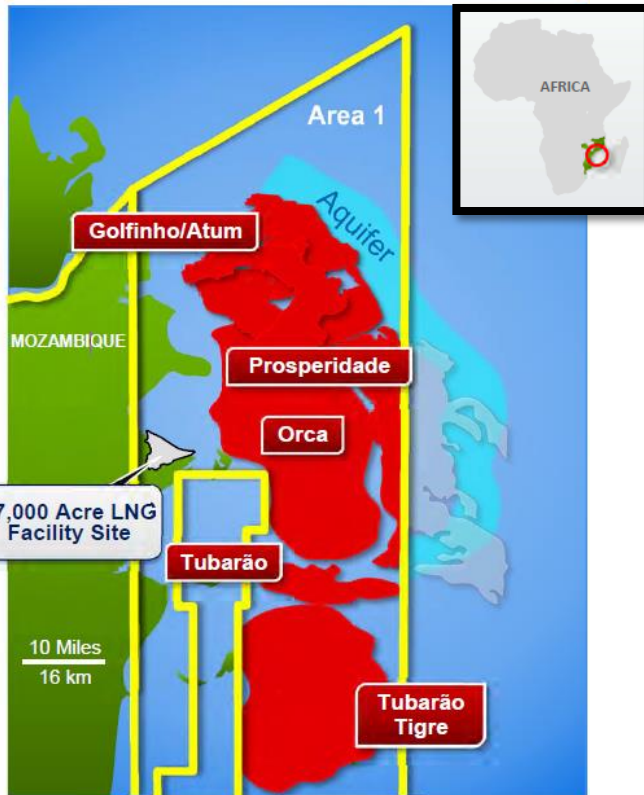 AFRICA
Area 1
Aquifer
Golfinho/Atum
MOZAMBIQUE
Prosperidade
Orca
7,000 Acre LNG
Facility Site
Tubarão
10 Miles
16 km
Tubarão
Tigre